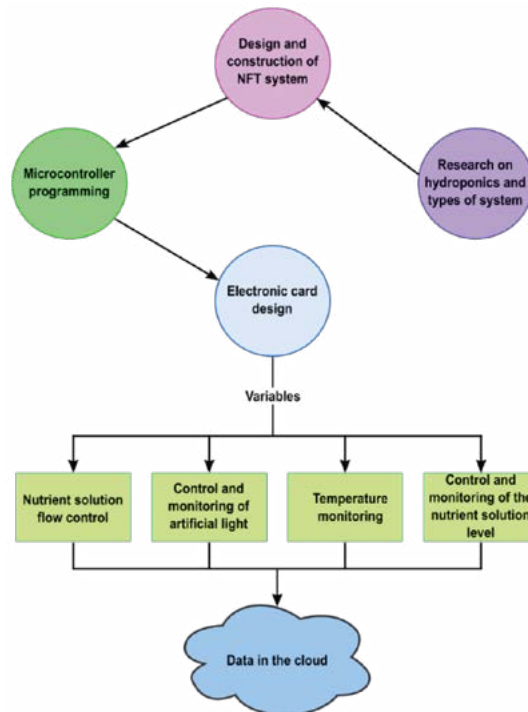 Design and
construction of
NFT system
Microcontroller
programming
Research on
hydroponics and
types of system
Electronic card
design
Variables
Nutrient solution
flow control
Control and
monitoring of
artificial light
Temperature
monitoring
Control and
monitoring of the
nutrient solution
level
Data in the cloud